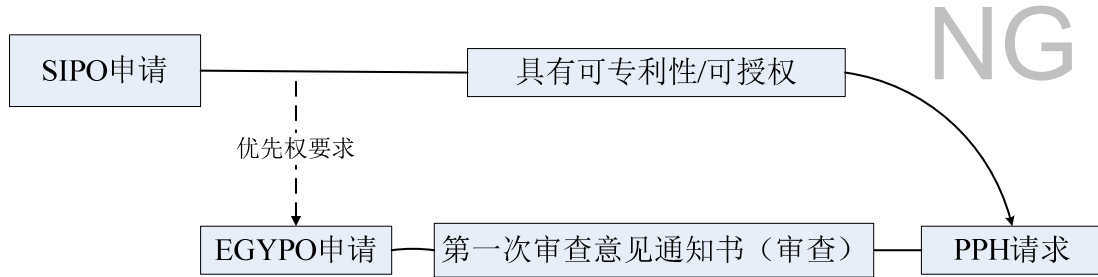 NG
SIPO申请
具有可专利性/可授权
优先权要求
EGYPO申请
第一次审查意见通知书（审查）
PPH请求